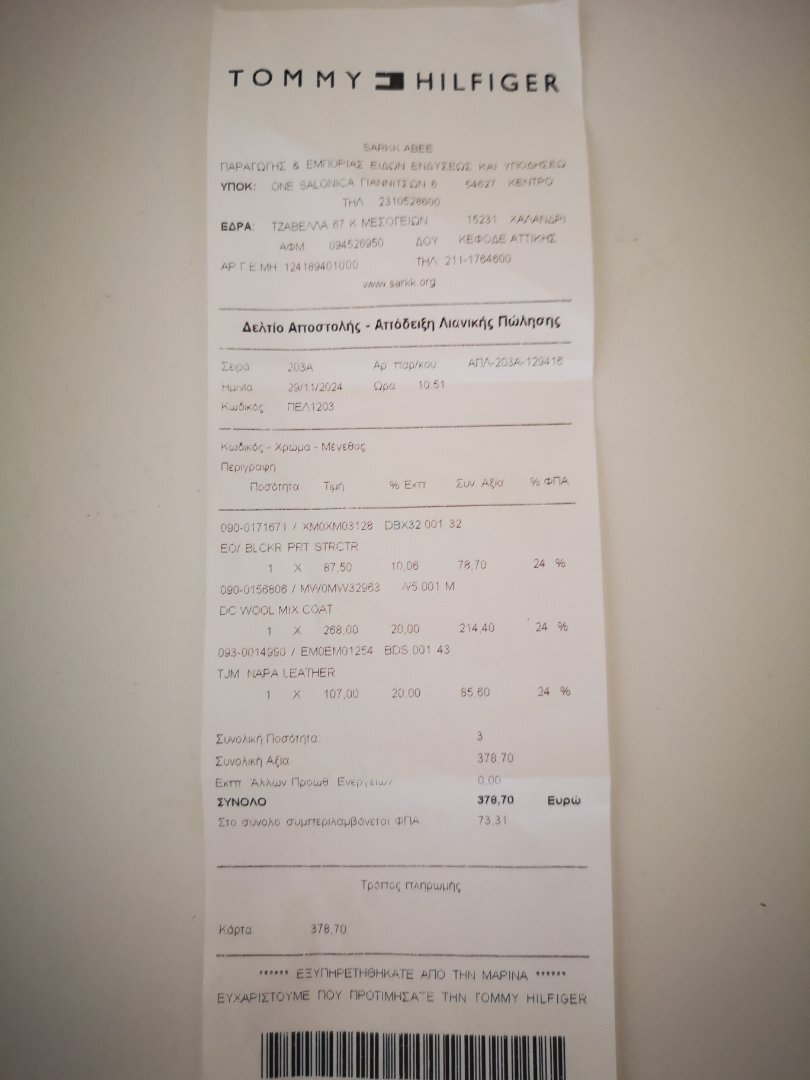 TOMMY HILFIGER
SARKK ABEE
ΠΑΡΑΓΩΓΗΣ & ΕΜΠΟΡΙΑΣ ΕΙΔΩΝ ΕΝΔΥΣΕΩΣ ΚΑΙ ΥΠΟΔΗΣΕΩ
ΥΠΟΚ: ONE SALONICA ΓΙΑΝΝΙΤΣΩΝ 6 54627 ΚΕΝΤΡΟ
ΤΗΛ. 2310528600
ΕΔΡΑ: ΤΖΑΒΕΛΛΑ 67 Κ ΜΕΣΟΓΕΙΩΝ 15231 ΧΑΛΑΝΔΡΙ
ΑΦΜ 094526950 ΔΟΥ ΚΕΦΟΔΕ ΑΤΤΙΚΗΣ
ΑΡ.Γ.Ε.ΜΗ. 124189401000 ΤΗΛ: 211-1764600
www.sarkk.org
Δελτίο Αποστολής - Απόδειξη Λιανικής Πώλησης
Σειρά: 203Α Αρ. παρ/κού: ΑΠΛ-203Α-129416
Ημ/νία 29/11/2024 Ώρα 10:51
Κωδικός ΠΕΛ1203
Κωδικός - Χρώμα - Μέγεθος
Περιγραφή
Ποσότητα Τιμή % Έκπ Συν. Αξία % ΦΠΑ
090-0171671 / XM0XM03128 DBX32 001 32
EO/ BLCKR PRT STRCTR
1 X 87,50 10,06 78,70 24 %
090-0156806 / MW0MW32963 001 M
DC WOOL MIX COAT
1 X 268,00 20,00 214,40 24 %
093-0014990 / EM0EM01254 BDS 001 43
TJM NAPA LEATHER
1 X 107,00 20,00 85,60 24 %
Συνολική Ποσότητα: 3
Συνολική Αξία 378,70
Εκπτ. Άλλων Προωθ. Ενεργειων 0,00
ΣΥΝΟΛΟ 378,70 Ευρώ
Στο σύνολο συμπεριλαμβάνεται ΦΠΑ 73,31
Τρόπος πληρωμής
Κάρτα: 378,70
****** ΕΞΥΠΗΡΕΤΗΘΗΚΑΤΕ ΑΠΟ ΤΗΝ ΜΑΡΙΝΑ ******
ΕΥΧΑΡΙΣΤΟΥΜΕ ΠΟΥ ΠΡΟΤΙΜΗΣΑΤΕ ΤΗΝ TOMMY HILFIGER